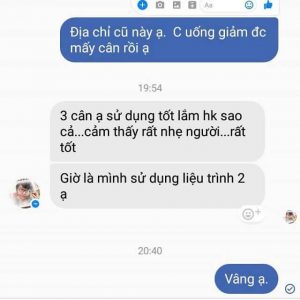 Aa
Địa chỉ cũ này ạ. C uống giảm đc
mấy cân rồi ạ
19:54
3 cân ạ sử dụng tốt lắm hk sao
cả...cảm thấy rất nhẹ người...rất
tốt
Giờ là mình sử dụng liệu trình 2
ạ
20:40
Vâng ạ.